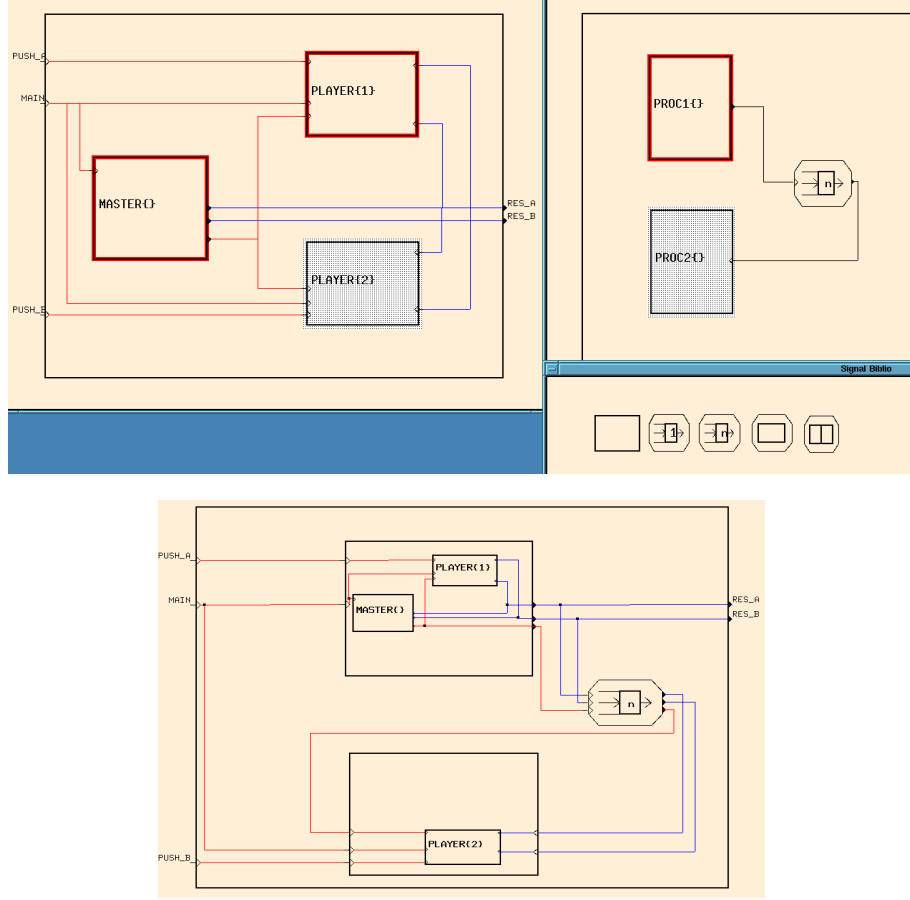 PUSH_A
PLAYER{1}
MAIN
MASTER{}
RES_A
RES_B
PLAYER{2}
PUSH_B
PROC1{}
n
PROC2{}
Signal Biblio
1
n
PUSH_A
PLAYER(1)
MAIN
MASTER()
RES_A
RES_B
n
PLAYER(2)
PUSH_B